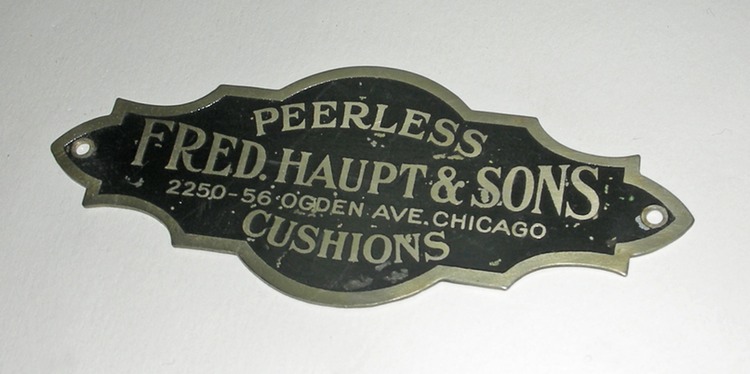 PEERLESS
FRED. HAUPT & SONS
2250-56 OGDEN AVE. CHICAGO
CUSHIONS